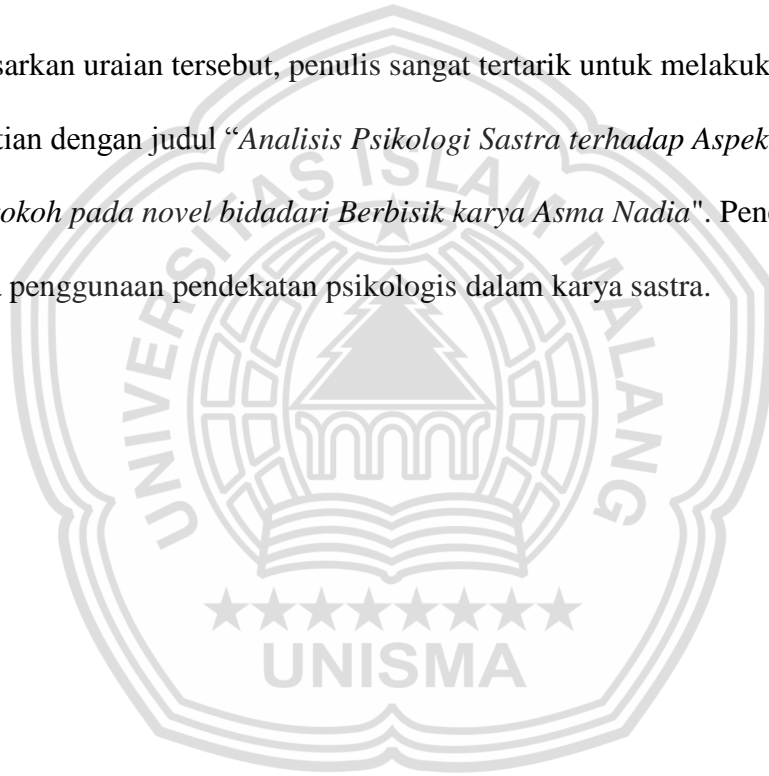 sarkan uraian tersebut, penulis sangat tertarik untuk melakuk
tian dengan judul “Analisis Psikologi Sastra terhadap Aspek
okoh pada novel bidadari Berbisik karya Asma Nadia". Pene
penggunaan pendekatan psikologis dalam karya sastra.
UNIVERSITAS ISLAM MALANG
UNISMA